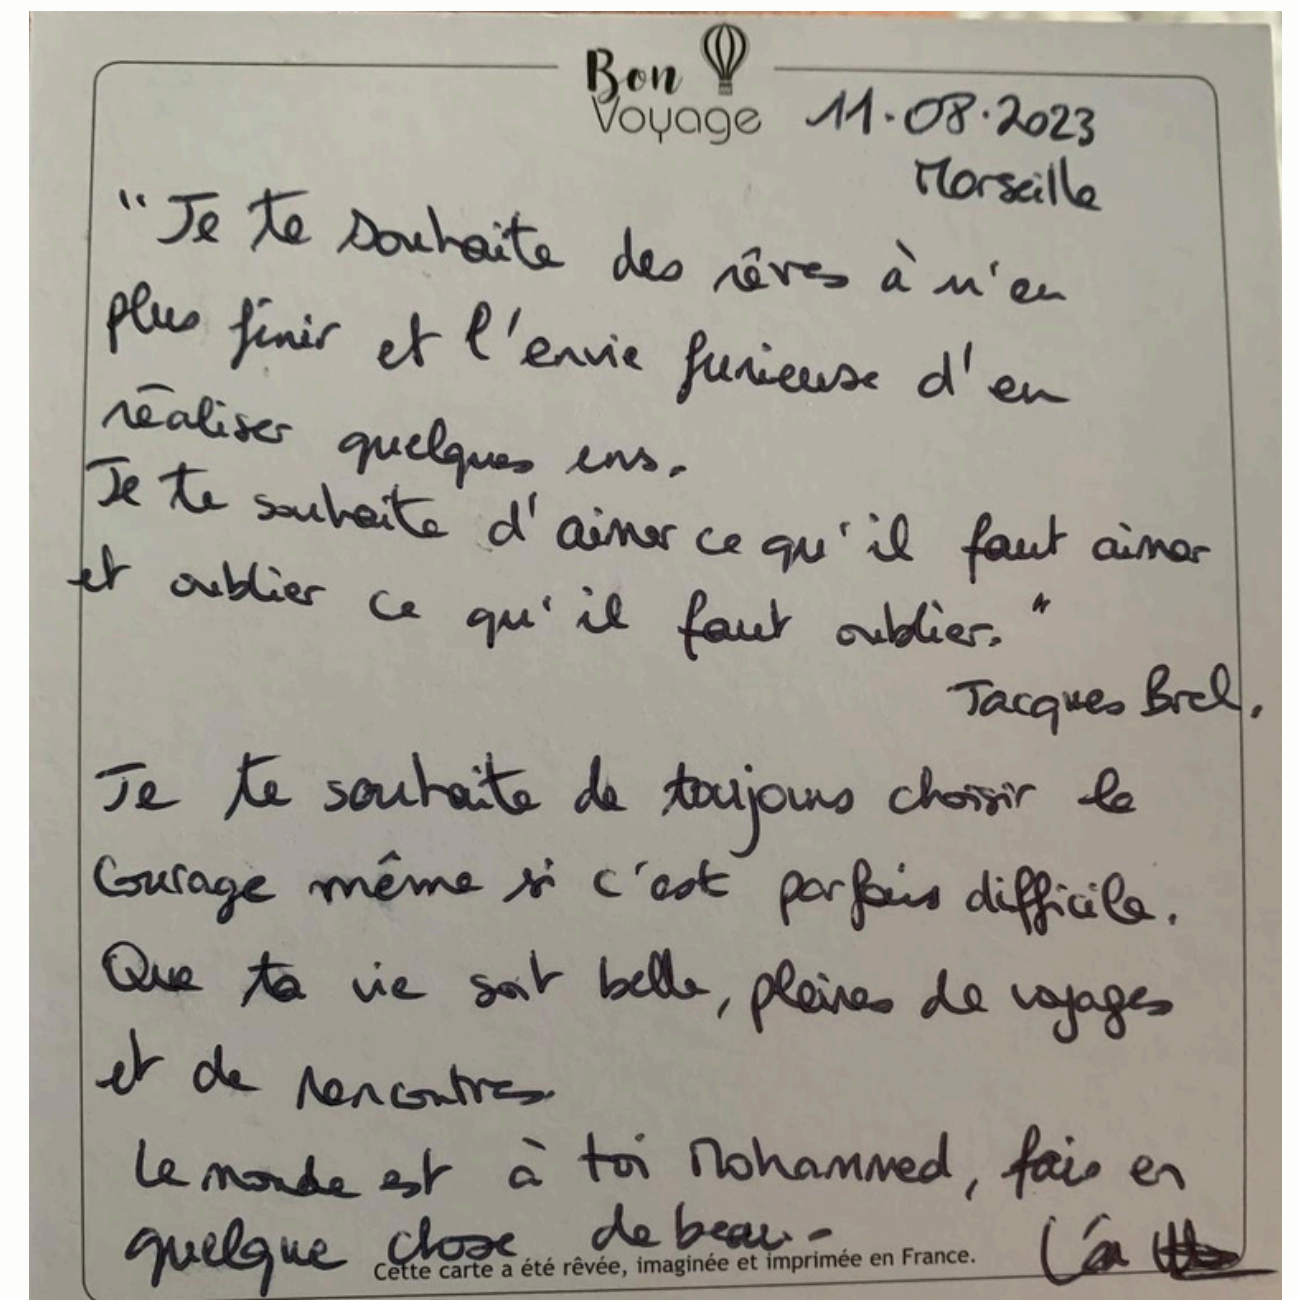 Bon
Voyage
11.08.2023
Marseille
"Je te souhaite des rêves à n'en
plus finir et l'envie furieuse d'en
réaliser quelques uns.
Je te souhaite d'aimer ce qu'il faut aimer
et oublier ce qu'il faut oublier."
Jacques Brel.
Je te souhaite de toujours choisir le
courage même si c'est parfois difficile.
Que ta vie soit belle, pleines de voyages
et de rencontres.
Le monde est à toi Mohammed, fais en
quelque chose de beau.
Cette carte a été rêvée, imaginée et imprimée en France.